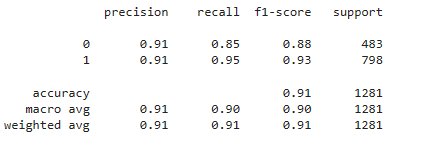 precision recall f1-score support
0 0.91 0.85 0.88 483
1 0.91 0.95 0.93 798
accuracy 0.91 1281
macro avg 0.91 0.90 0.90 1281
weighted avg 0.91 0.91 0.91 1281